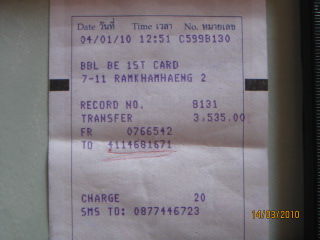 Date วันที่ Time เวลา No. หมายเลข
04/01/10 12:51 C599B130
BBL BE 1ST CARD
7-11 RAMKHAMHAENG 2
RECORD NO. 8131
TRANSFER 3,535.00
FR 0766542
TO 4114681671
CHARGE 20
SMS TO: 0877446723
14/03/2010